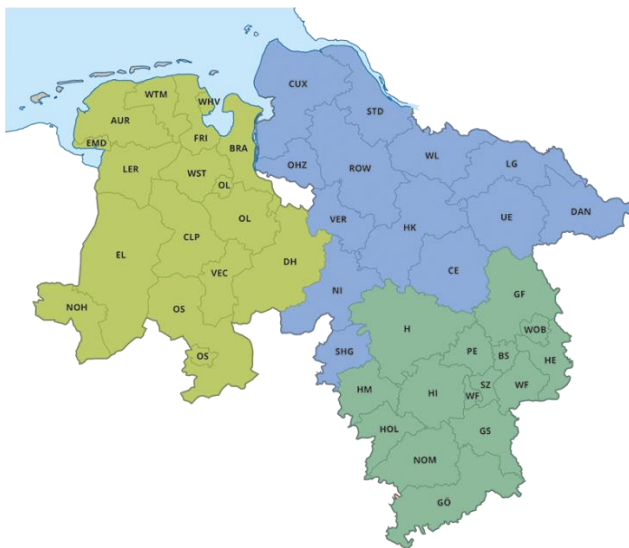 CUX
WTM
WHV
STD
AUR
FRI
EMD
BRA
WL
OHZ
LG
LER
WST
ROW
OL
DAN
OL
VER
UE
HK
CLP
EL
DH
CE
VEC
NI
GF
NOH
OS
H
WOB
SHG
PE
BS
OS
HE
SZ
WF
HM
HI
WF
HOL
GS
NOM
GÖ